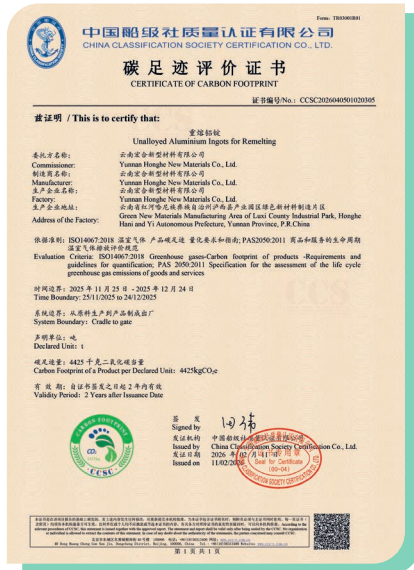 Form: TR03001R01
中国船级社质量认证有限公司
CHINA CLASSIFICATION SOCIETY CERTIFICATION CO., LTD.
碳足迹评价证书
CERTIFICATE OF CARBON FOOTPRINT
证书编号/No.: CCSC2026040501020305
兹证明 / This is to certify that:
重熔铝锭
Unalloyed Aluminium Ingots for Remelting
委托方名称: 云南宏合新型材料有限公司
Commissioner: Yunnan Honghe New Materials Co., Ltd.
制造商名称: 云南宏合新型材料有限公司
Manufacturer: Yunnan Honghe New Materials Co., Ltd.
生产企业名称: 云南宏合新型材料有限公司
Factory: Yunnan Honghe New Materials Co., Ltd.
生产企业地址: 云南省红河哈尼族彝族自治州泸西县产业园区绿色新材料制造片区
Address of the Factory: Green New Materials Manufacturing Area of Luxi County Industrial Park, Honghe
Hani and Yi Autonomous Prefecture, Yunnan Province, P.R.China
依据准则: ISO14067:2018 温室气体 产品碳足迹 量化要求和指南; PAS2050:2011 商品和服务的生命周期
温室气体排放评价规范
Evaluation Criteria: ISO14067:2018 Greenhouse gases-Carbon footprint of products -Requirements and
guidelines for quantification; PAS 2050:2011 Specification for the assessment of the life cycle
greenhouse gas emissions of goods and services
时间边界: 2025 年 11 月 25 日 - 2025 年 12 月 24 日
Time Boundary: 25/11/2025 to 24/12/2025
系统边界: 从原料生产到产品制成出厂
System Boundary: Cradle to gate
声明单位: 吨
Declared Unit: t
碳足迹量: 4425 千克二氧化碳当量
Carbon Footprint of a Product per Declared Unit: 4425kgCO₂e
有 效 期: 自证书签发之日起 2 年内有效
Validity Period: 2 Years after Issuance Date
签 发
Signed by
发证机构 中国船级社质量认证有限公司
Issued by China Classification Society Certification Co., Ltd.
发证日期 2026 年 02 月 11 日
Issued on 11/02/2026
CARBON FOOTPRINT
CO₂
CCSC
Seal for Certificate
(03-04)
CCS
第 1 页 共 1 页